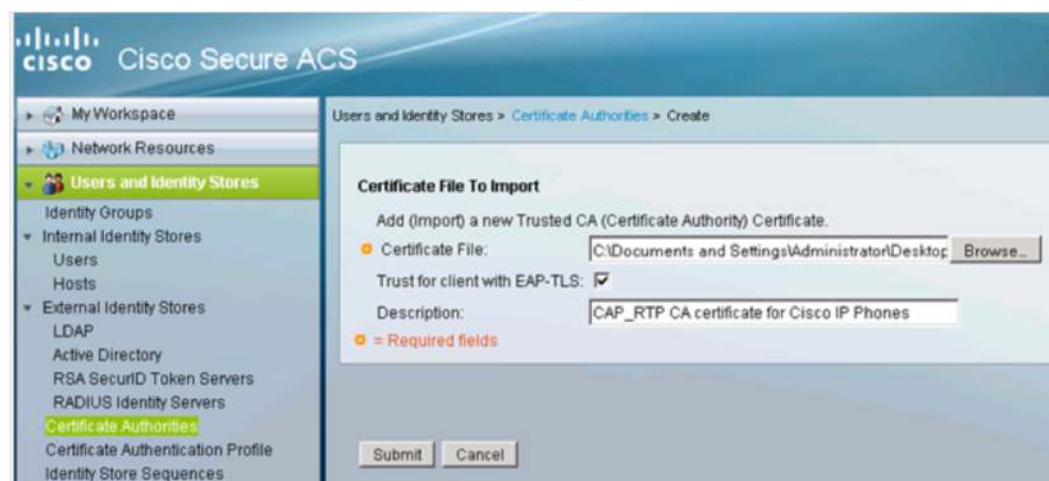 cisco Cisco Secure ACS
My Workspace
Network Resources
Users and Identity Stores
Identity Groups
Internal Identity Stores
Users
Hosts
External Identity Stores
LDAP
Active Directory
RSA SecurID Token Servers
RADIUS Identity Servers
Certificate Authorities
Certificate Authentication Profile
Identity Store Sequences
Users and Identity Stores > Certificate Authorities > Create
Certificate File To Import
Add (Import) a new Trusted CA (Certificate Authority) Certificate.
Certificate File: C:\Documents and Settings\Administrator\Desktop Browse...
Trust for client with EAP-TLS:
Description: CAP_RTP CA certificate for Cisco IP Phones
= Required fields
Submit Cancel